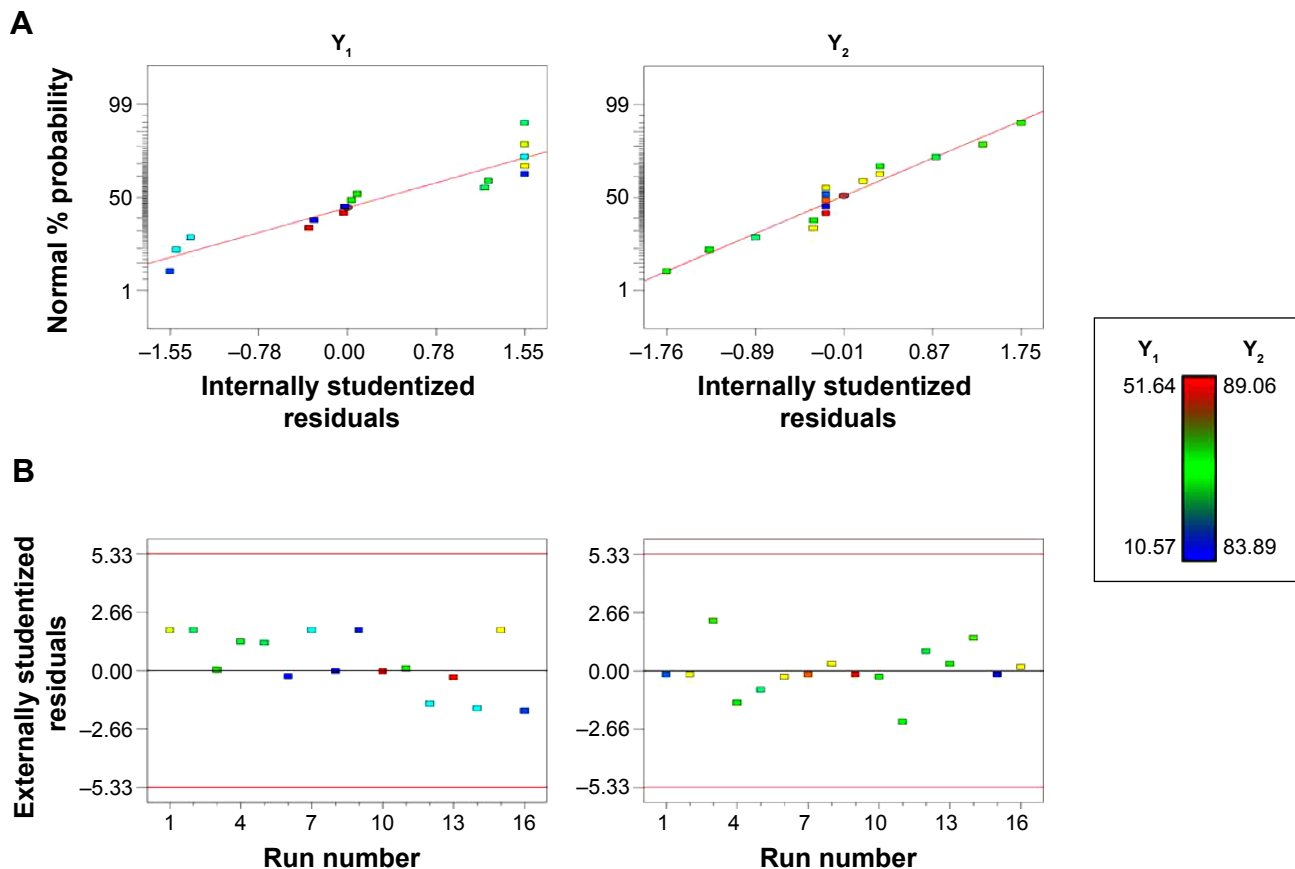 A
Y1
Y2
Normal % probability
99
50
1
–1.55 –0.78 0.00 0.78 1.55
Internally studentized
residuals
99
50
1
–1.76 –0.89 –0.01 0.87 1.75
Internally studentized
residuals
Y1 Y2
51.64 89.06
10.57 83.89
B
Externally studentized
residuals
5.33
2.66
0.00
–2.66
–5.33
1 4 7 10 13 16
Run number
5.33
2.66
0.00
–2.66
–5.33
1 4 7 10 13 16
Run number